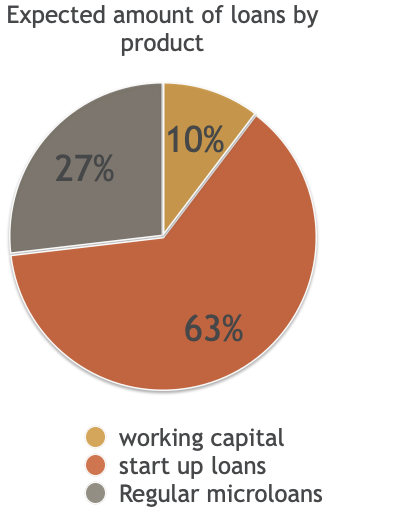 Expected amount of loans by
product
10%
27%
63%
working capital
start up loans
Regular microloans